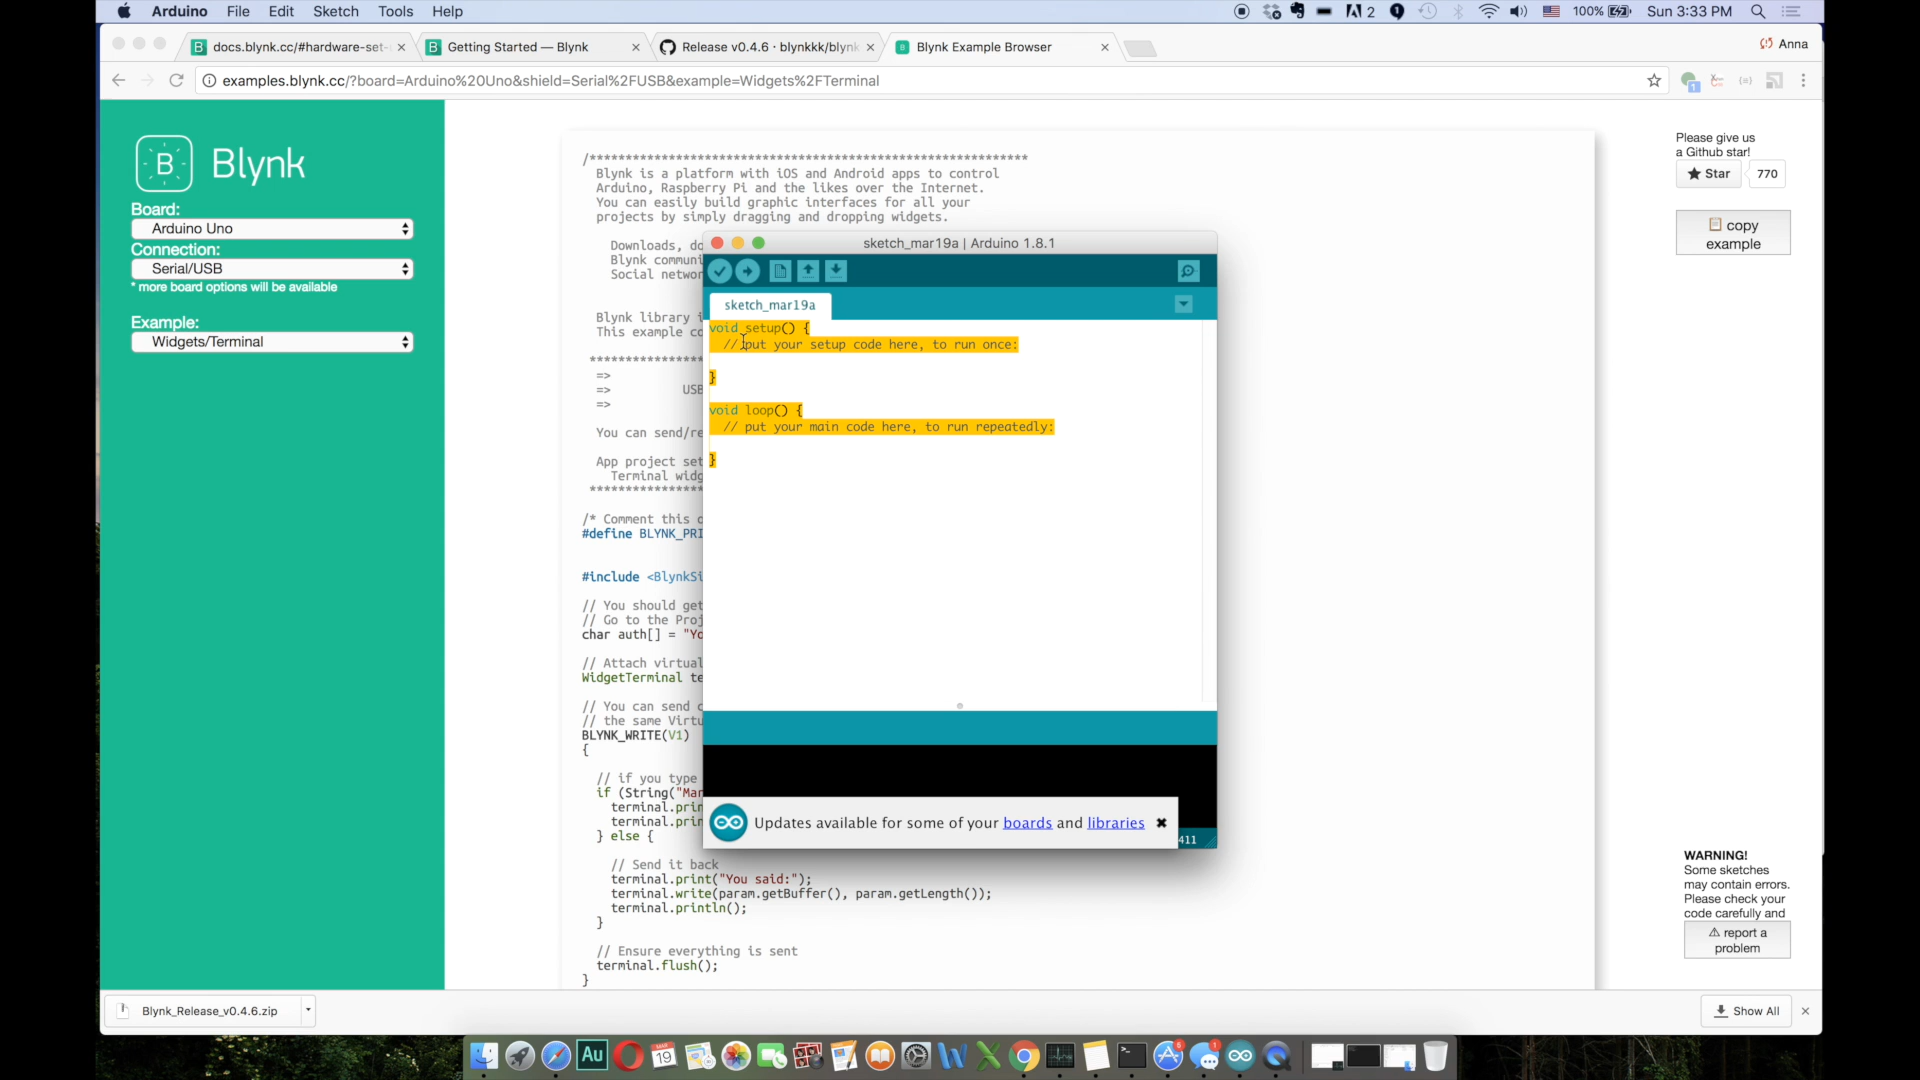 Arduino File Edit Sketch Tools Help 2 1 100% Sun 3:33 PM
docs.blynk.cc/#hardware-set- Getting Started — Blynk Release v0.4.6 · blynkkk/blynk Blynk Example Browser Anna
examples.blynk.cc/?board=Arduino%20Uno&shield=Serial%2FUSB&example=Widgets%2FTerminal
B Blynk
Board:
Arduino Uno
Connection:
Serial/USB
* more board options will be available
Example:
Widgets/Terminal
/*************************************************************
Blynk is a platform with iOS and Android apps to control
Arduino, Raspberry Pi and the likes over the Internet.
You can easily build graphic interfaces for all your
projects by simply dragging and dropping widgets.
Downloads, do
Blynk communi
Social networ
Blynk library i
This example co
****************
=>
=> USB
=>
You can send/re
App project set
Terminal widg
****************
/* Comment this o
#define BLYNK_PRI
#include <BlynkSi
// You should get
// Go to the Proj
char auth[] = "Yo
// Attach virtual
WidgetTerminal te
// You can send c
// the same Virtu
BLYNK_WRITE(V1)
{
// if you type
if (String("Mar
terminal.prin
terminal.prin
} else {
// Send it back
terminal.print("You said:");
terminal.write(param.getBuffer(), param.getLength());
terminal.println();
}
// Ensure everything is sent
terminal.flush();
}
sketch_mar19a | Arduino 1.8.1
sketch_mar19a
void setup() {
// put your setup code here, to run once:
}
void loop() {
// put your main code here, to run repeatedly:
}
Updates available for some of your boards and libraries
411
Please give us
a Github star!
Star 770
copy
example
WARNING!
Some sketches
may contain errors.
Please check your
code carefully and
report a
problem
Blynk_Release_v0.4.6.zip Show All
Au MAR 19 W X 6 1